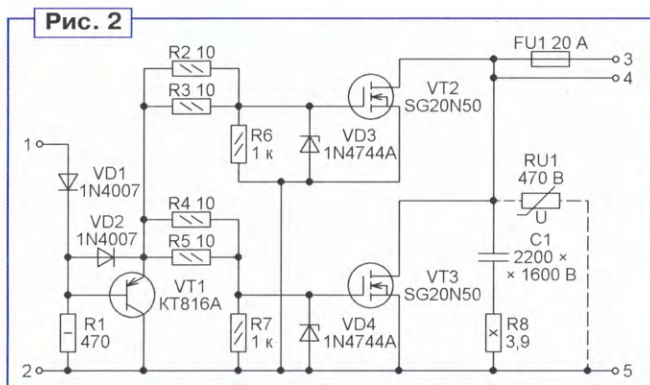 Рис. 2
R2 10
R3 10
FU1 20 А
3
4
VT2
SG20N50
1
R6
1 к
VD3
1N4744A
RU1
470 В
U
VD1
1N4007
VD2
1N4007
R4 10
R5 10
C1
2200 ×
× 1600 В
VT1
КТ816А
VT3
SG20N50
R1
470
R7
1 к
VD4
1N4744A
R8
3,9
2
5